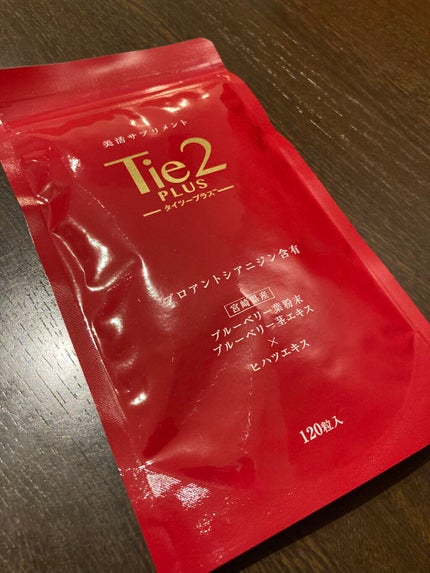 美活サプリメント
Tie2
PLUS
タイツープラス™
プロアントシアニジン含有
宮崎県産
ブルーベリー葉粉末
ブルーベリー茎エキス
×
ヒハツエキス
120粒入